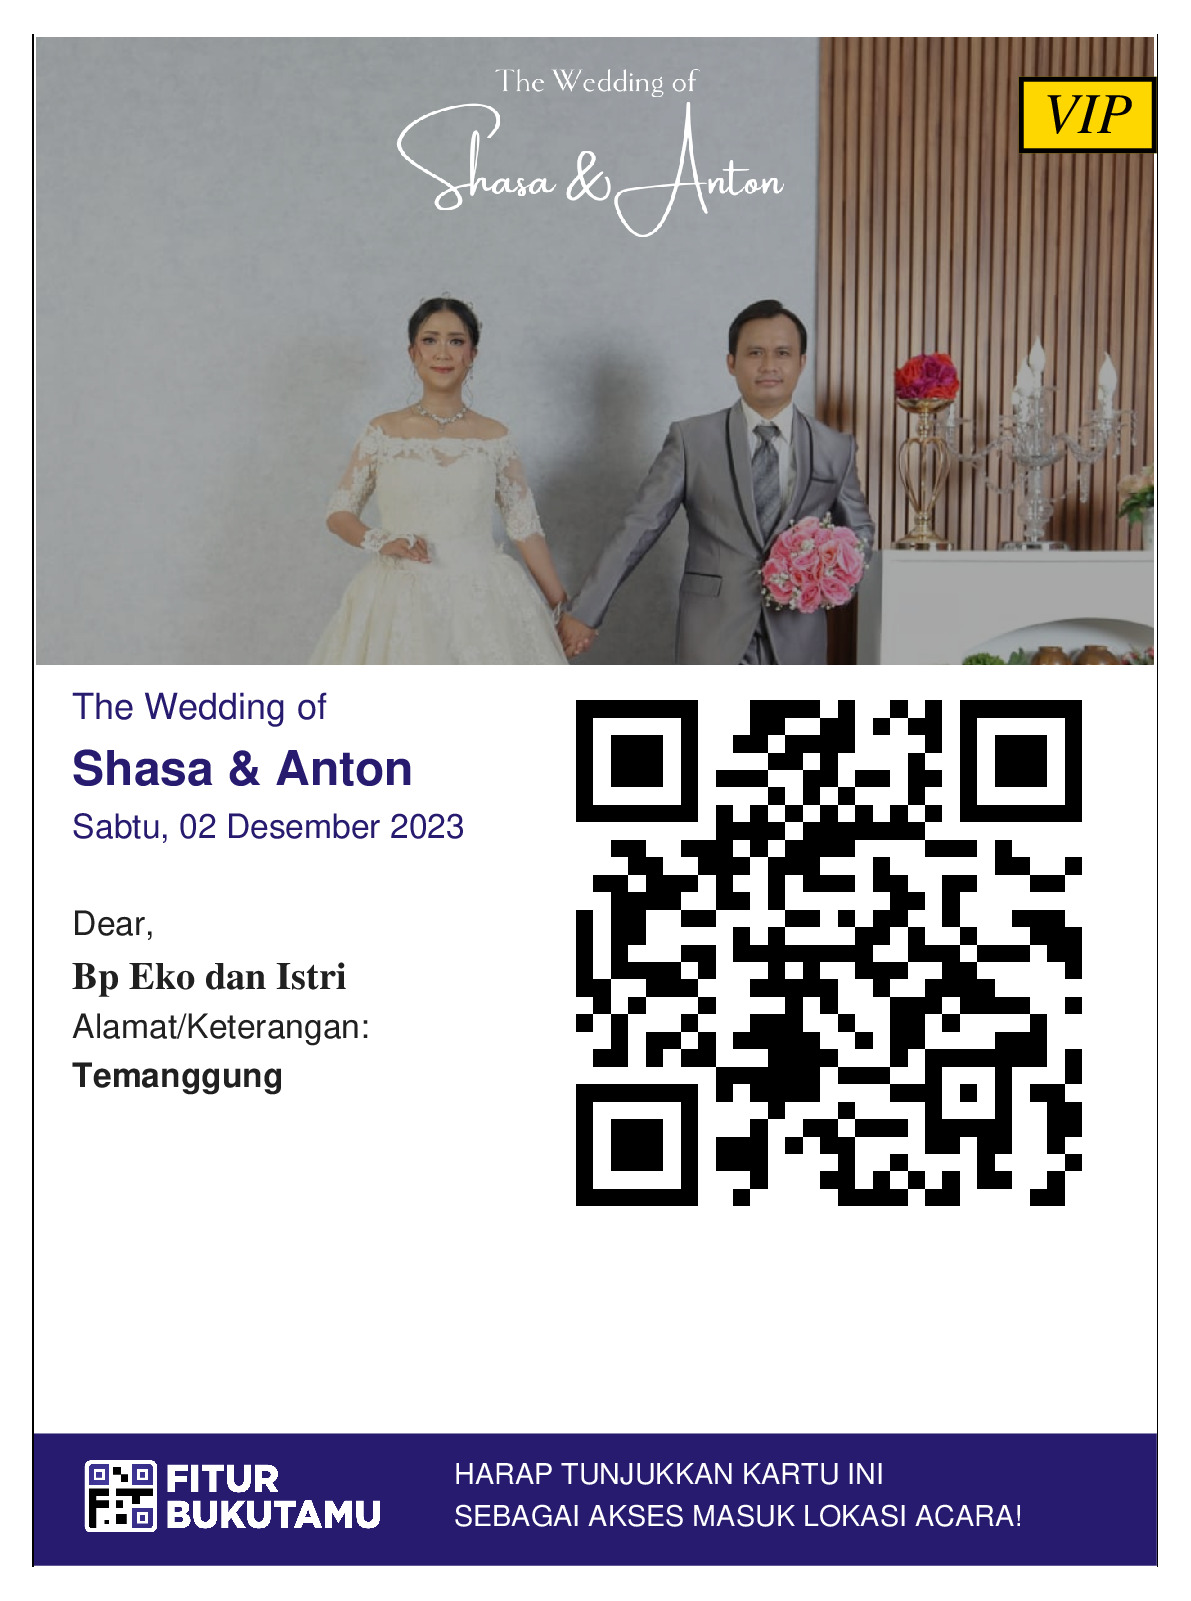 The Wedding of
Shasa & Anton
VIP
The Wedding of
Shasa & Anton
Sabtu, 02 Desember 2023
Dear,
Bp Eko dan Istri
Alamat/Keterangan:
Temanggung
FITUR
BUKUTAMU
HARAP TUNJUKKAN KARTU INI
SEBAGAI AKSES MASUK LOKASI ACARA!